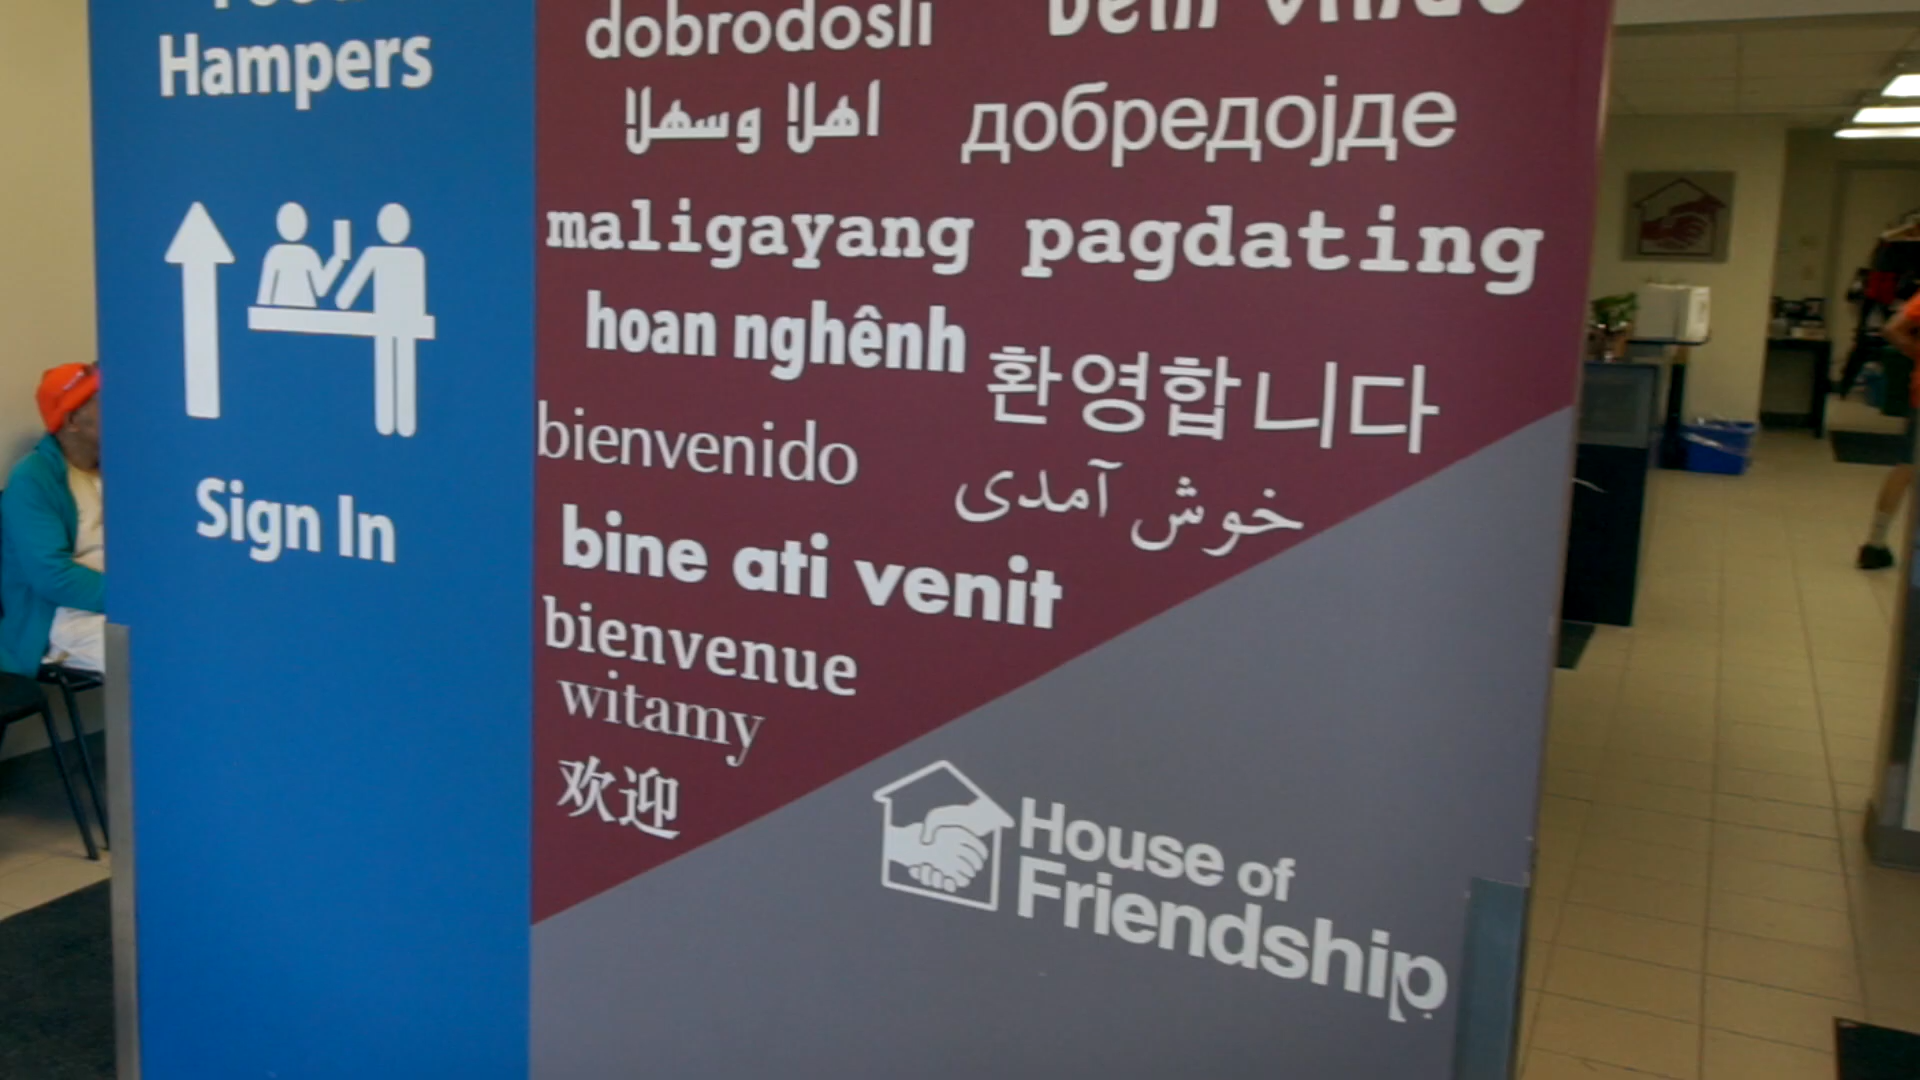 Hampers
Sign In
dobrodosli
اهلا وسهلا
добредојде
maligayang pagdating
hoan nghênh
환영합니다
bienvenido
خوش آمدی
bine ati venit
bienvenue
witamy
欢迎
House of
Friendship